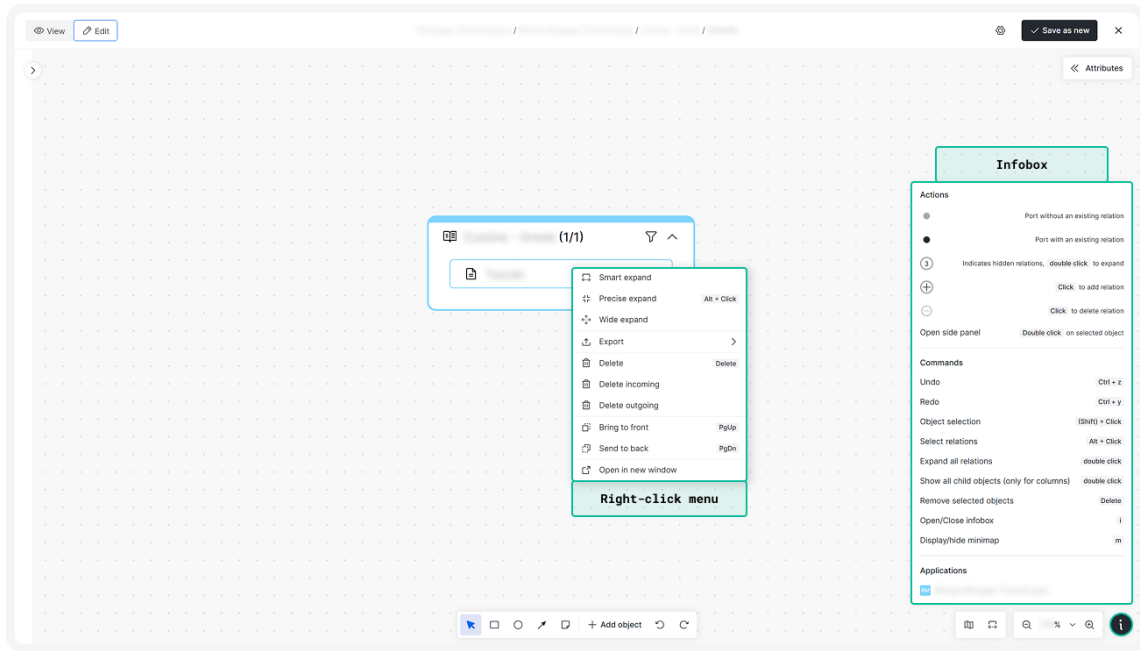 View Edit / / / Save as new
Attributes
Infobox
Actions
Port without an existing relation
Port with an existing relation
3 Indicates hidden relations, double click to expand
Click to add relation
Click to delete relation
Open side panel Double click on selected object
Commands
Undo Ctrl + z
Redo Ctrl + y
Object selection (Shift) + Click
Select relations Alt + Click
Expand all relations double click
Show all child objects (only for columns) double click
Remove selected objects Delete
Open/Close infobox i
Display/hide minimap m
Applications
(1/1)
Smart expand
Precise expand Alt + Click
Wide expand
Export
Delete Delete
Delete incoming
Delete outgoing
Bring to front PgUp
Send to back PgDn
Open in new window
Right-click menu
Add object
% i